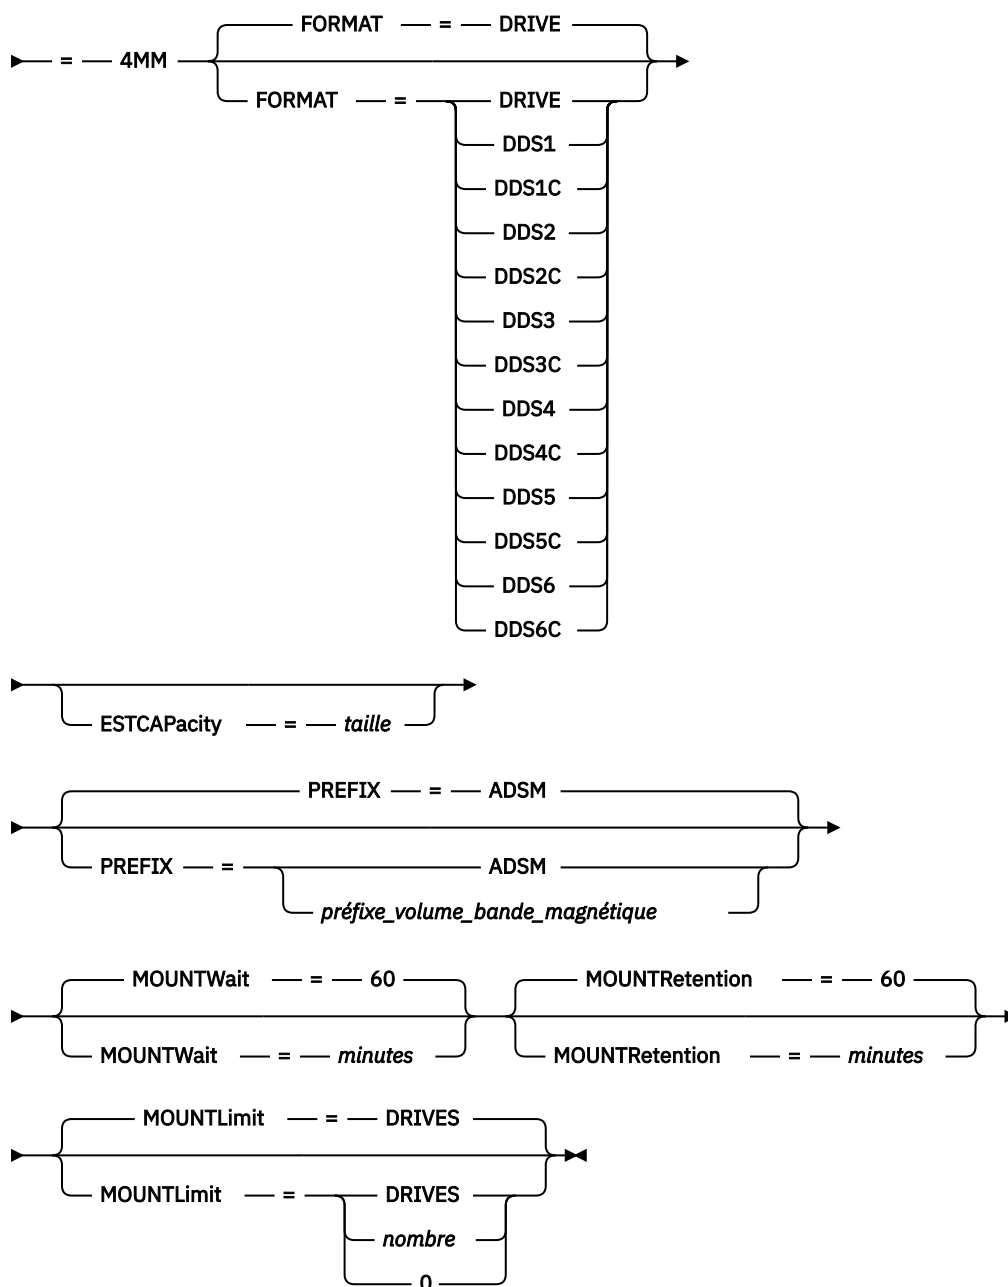 FORMAT = DRIVE
= 4MM
FORMAT = DRIVE
DDS1
DDS1C
DDS2
DDS2C
DDS3
DDS3C
DDS4
DDS4C
DDS5
DDS5C
DDS6
DDS6C
ESTCAPacity = taille
PREFIX = ADSM
PREFIX = ADSM
préfixe_volume_bande_magnétique
MOUNTWait = 60 MOUNTRetention = 60
MOUNTWait = minutes MOUNTRetention = minutes
MOUNTLimit = DRIVES
MOUNTLimit = DRIVES
nombre
0